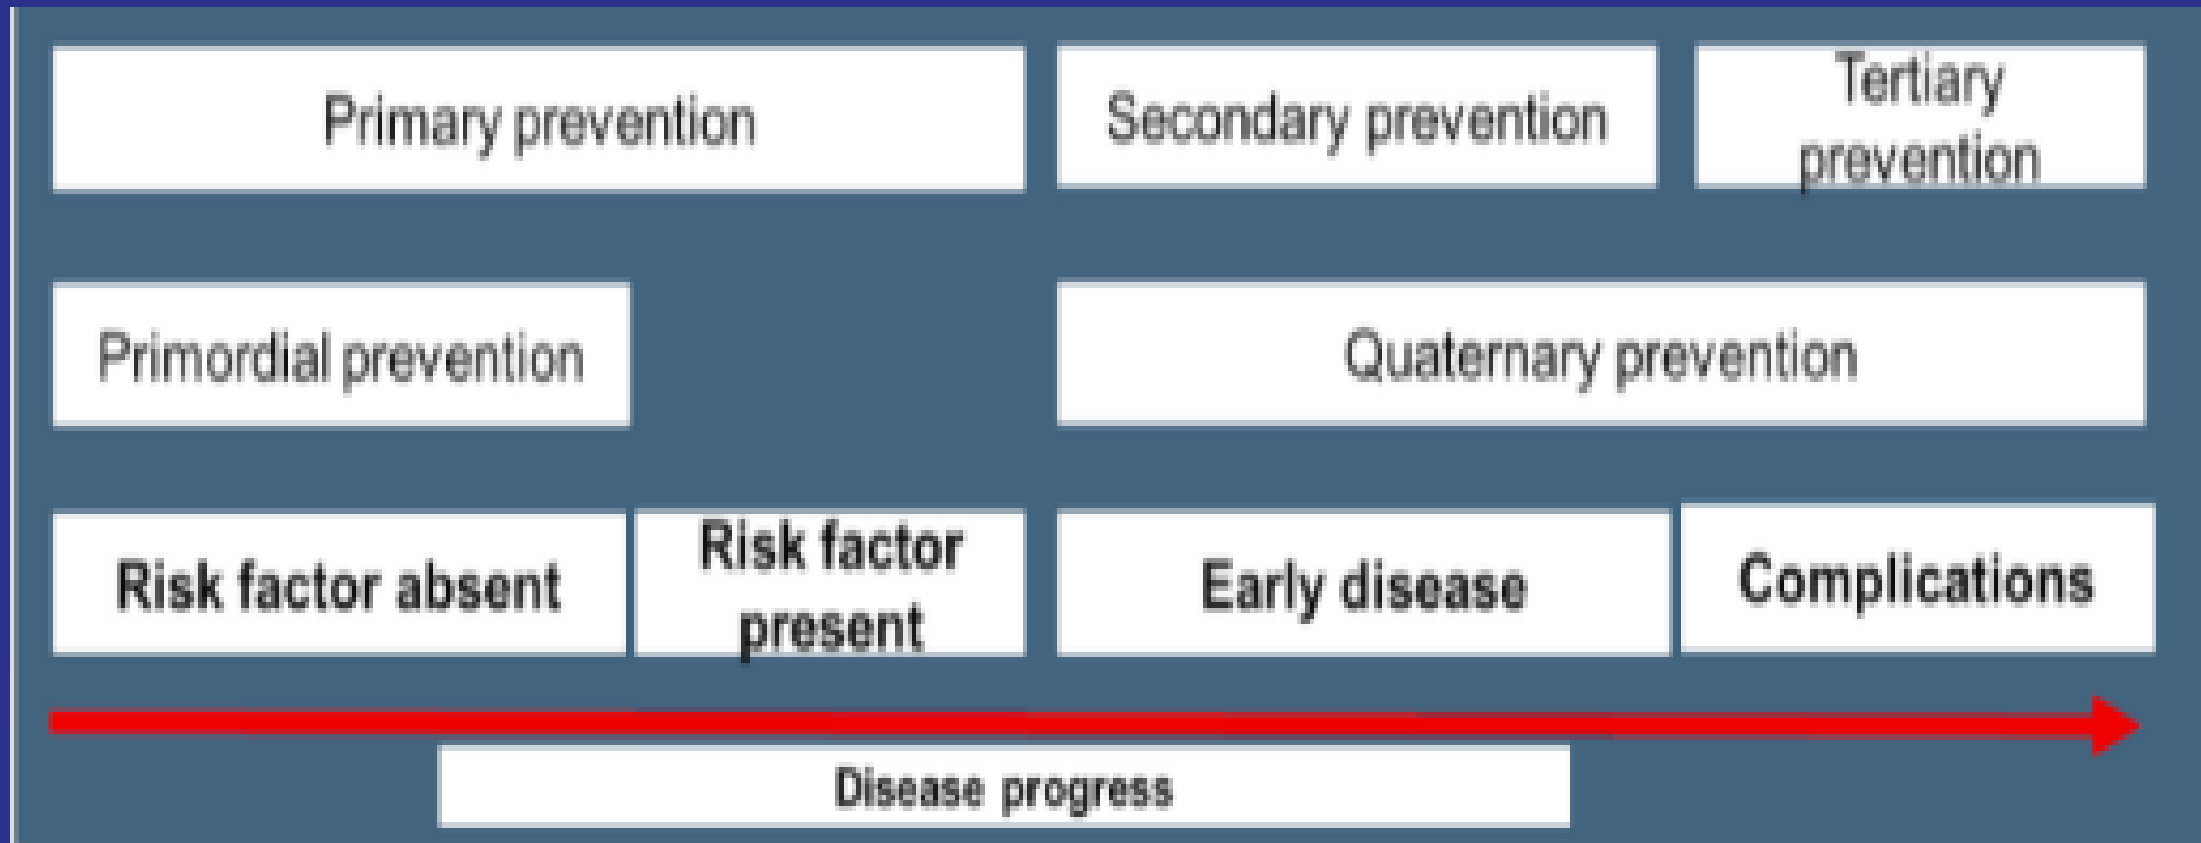 Primary prevention
Secondary prevention
Tertiary
prevention
Primordial prevention
Quaternary prevention
Risk factor absent
Risk factor
present
Early disease
Complications
Disease progress